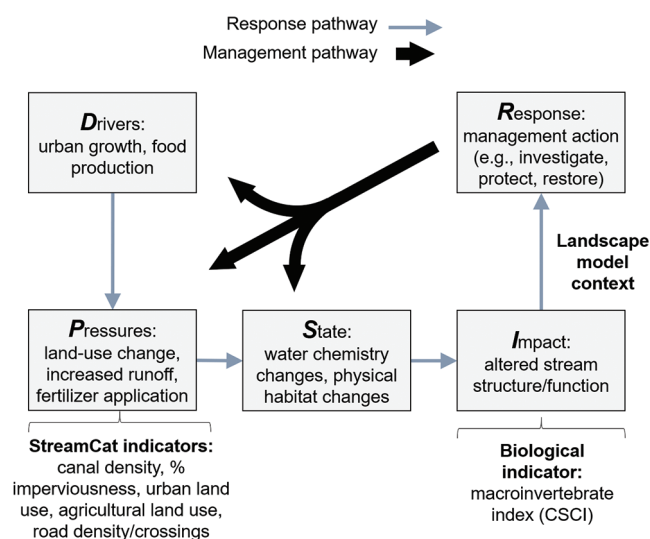 Response pathway
Management pathway
Drivers:
urban growth, food
production
Response:
management action
(e.g., investigate,
protect, restore)
Landscape
model
context
Pressures:
land-use change,
increased runoff,
fertilizer application
State:
water chemistry
changes, physical
habitat changes
Impact:
altered stream
structure/function
StreamCat indicators:
canal density, %
imperviousness, urban land
use, agricultural land use,
road density/crossings
Biological
indicator:
macroinvertebrate
index (CSCI)